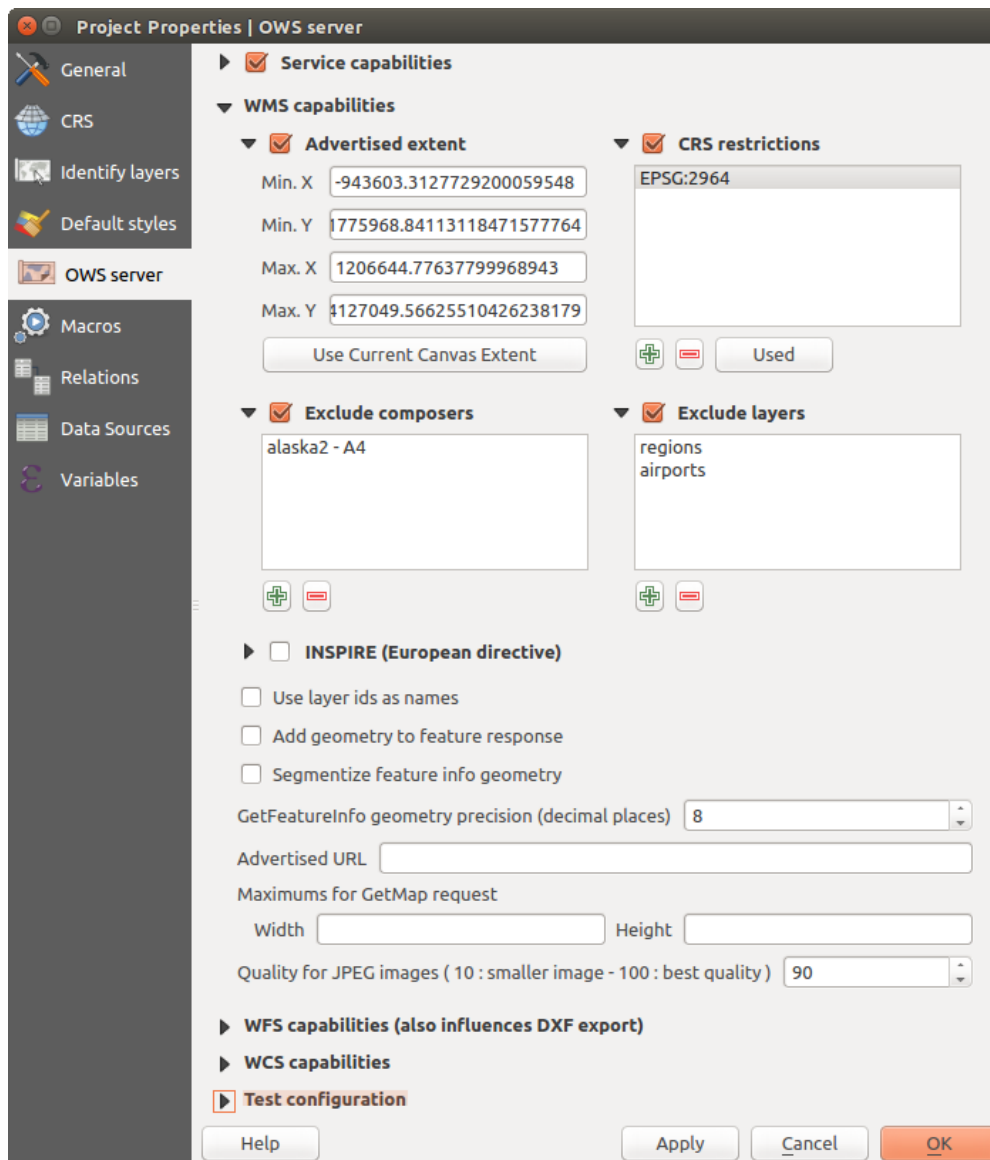 Project Properties | OWS server
General
CRS
Identify layers
Default styles
OWS server
Macros
Relations
Data Sources
Variables
Service capabilities
WMS capabilities
Advertised extent
Min. X -943603.3127729200059548
Min. Y 1775968.84113118471577764
Max. X 1206644.77637799968943
Max. Y 4127049.56625510426238179
Use Current Canvas Extent
CRS restrictions
EPSG:2964
Used
Exclude composers
alaska2 - A4
Exclude layers
regions
airports
INSPIRE (European directive)
Use layer ids as names
Add geometry to feature response
Segmentize feature info geometry
GetFeatureInfo geometry precision (decimal places) 8
Advertised URL
Maximums for GetMap request
Width Height
Quality for JPEG images ( 10 : smaller image - 100 : best quality ) 90
WFS capabilities (also influences DXF export)
WCS capabilities
Test configuration
Help Apply Cancel OK